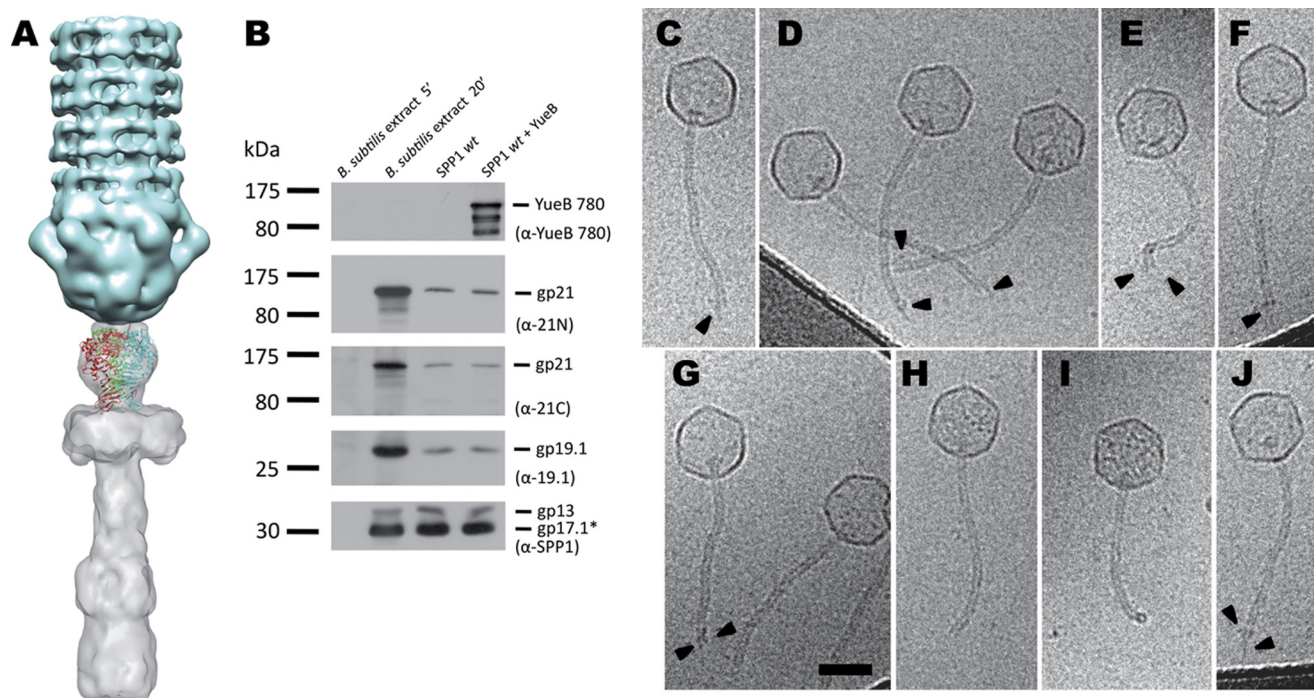 A
B
B. subtilis extract 5′
B. subtilis extract 20′
SPP1 wt
SPP1 wt + YueB
kDa
175
80
YueB 780
(α-YueB 780)
175
80
gp21
(α-21N)
175
80
gp21
(α-21C)
25
gp19.1
(α-19.1)
30
gp13
gp17.1*
(α-SPP1)
C
D
E
F
G
H
I
J